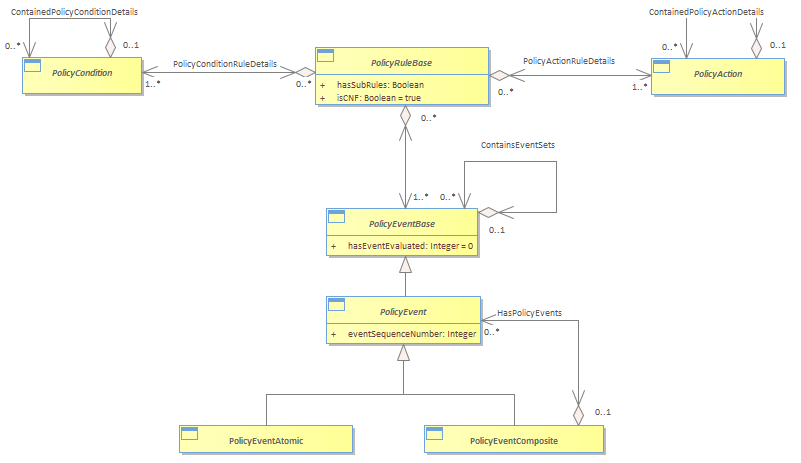 ContainedPolicyConditionDetails
0..*
0..1
PolicyCondition
1..*
PolicyConditionRuleDetails
0..*
PolicyRuleBase
+ hasSubRules: Boolean
+ isCNF: Boolean = true
PolicyActionRuleDetails
0..*
1..*
ContainedPolicyActionDetails
0..*
0..1
PolicyAction
0..*
1..*
ContainsEventSets
0..*
0..1
PolicyEventBase
+ hasEventEvaluated: Integer = 0
PolicyEvent
+ eventSequenceNumber: Integer
HasPolicyEvents
0..*
0..1
PolicyEventAtomic
PolicyEventComposite